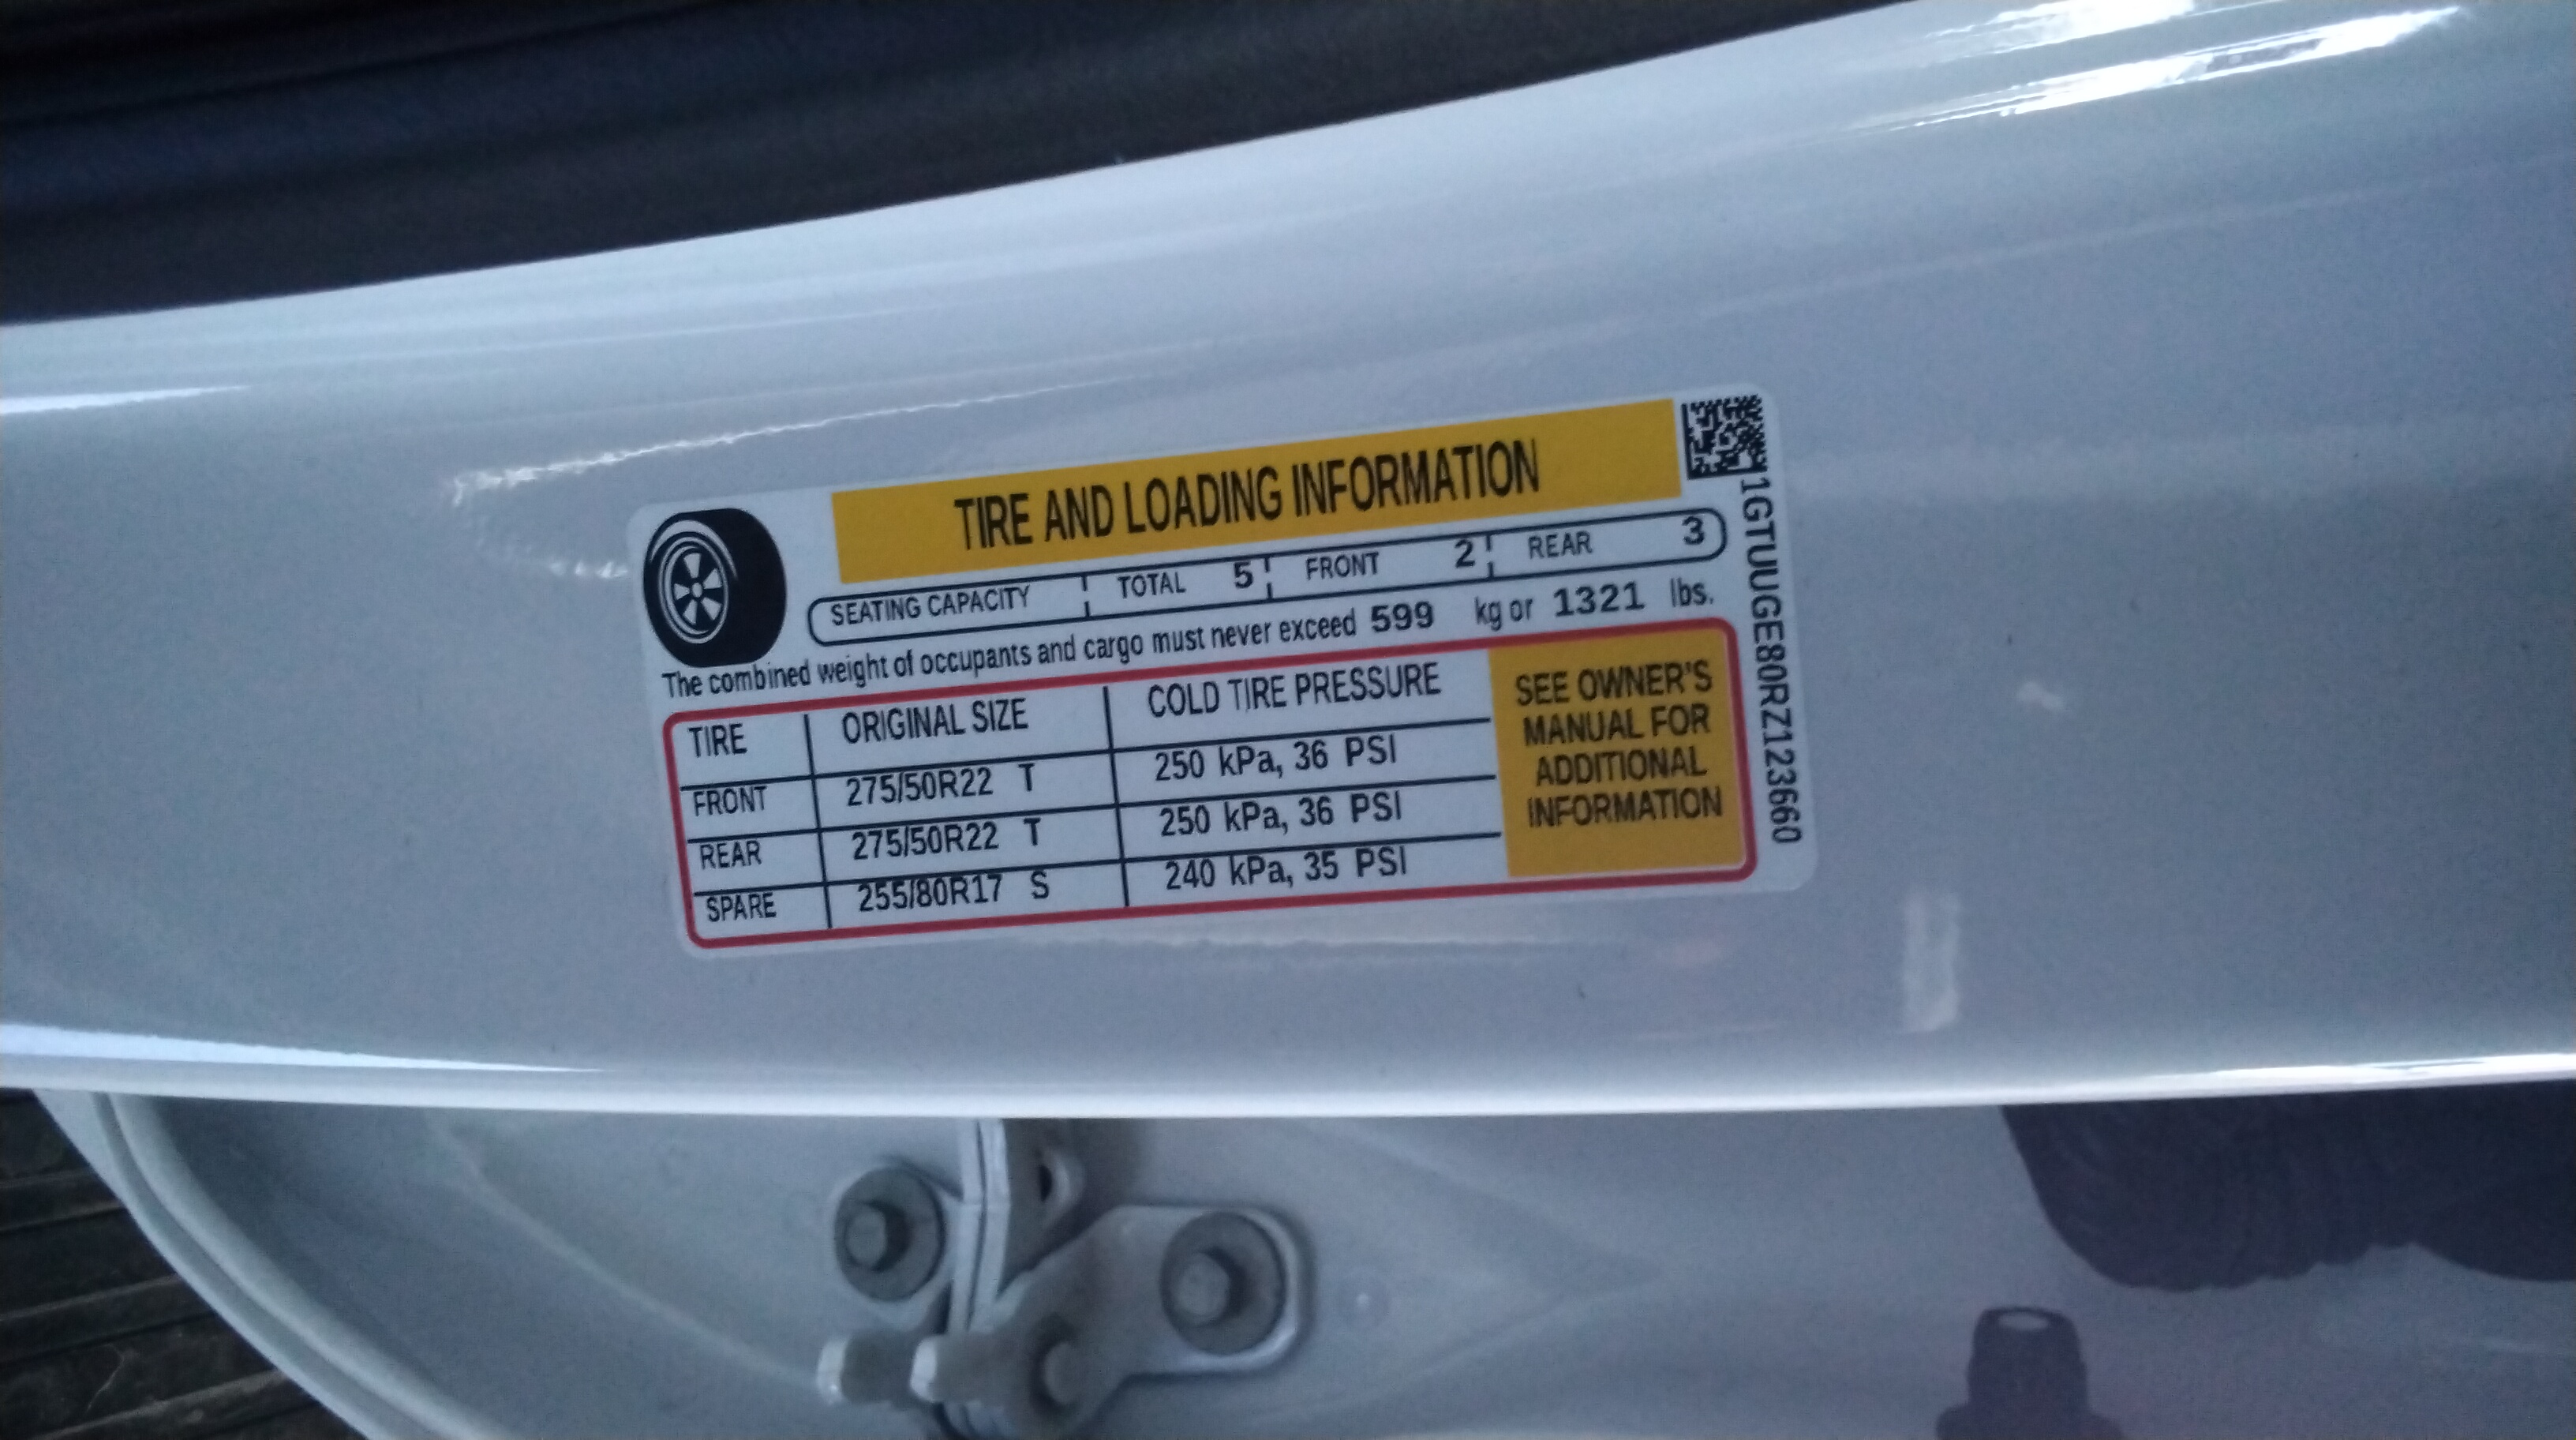 TIRE AND LOADING INFORMATION
SEATING CAPACITY TOTAL 5 FRONT 2 REAR 3
The combined weight of occupants and cargo must never exceed 599 kg or 1321 lbs.
TIRE ORIGINAL SIZE COLD TIRE PRESSURE
FRONT 275/50R22 T 250 kPa, 36 PSI
REAR 275/50R22 T 250 kPa, 36 PSI
SPARE 255/80R17 S 240 kPa, 35 PSI
SEE OWNER'S
MANUAL FOR
ADDITIONAL
INFORMATION
1GTUUGE80RZ123660